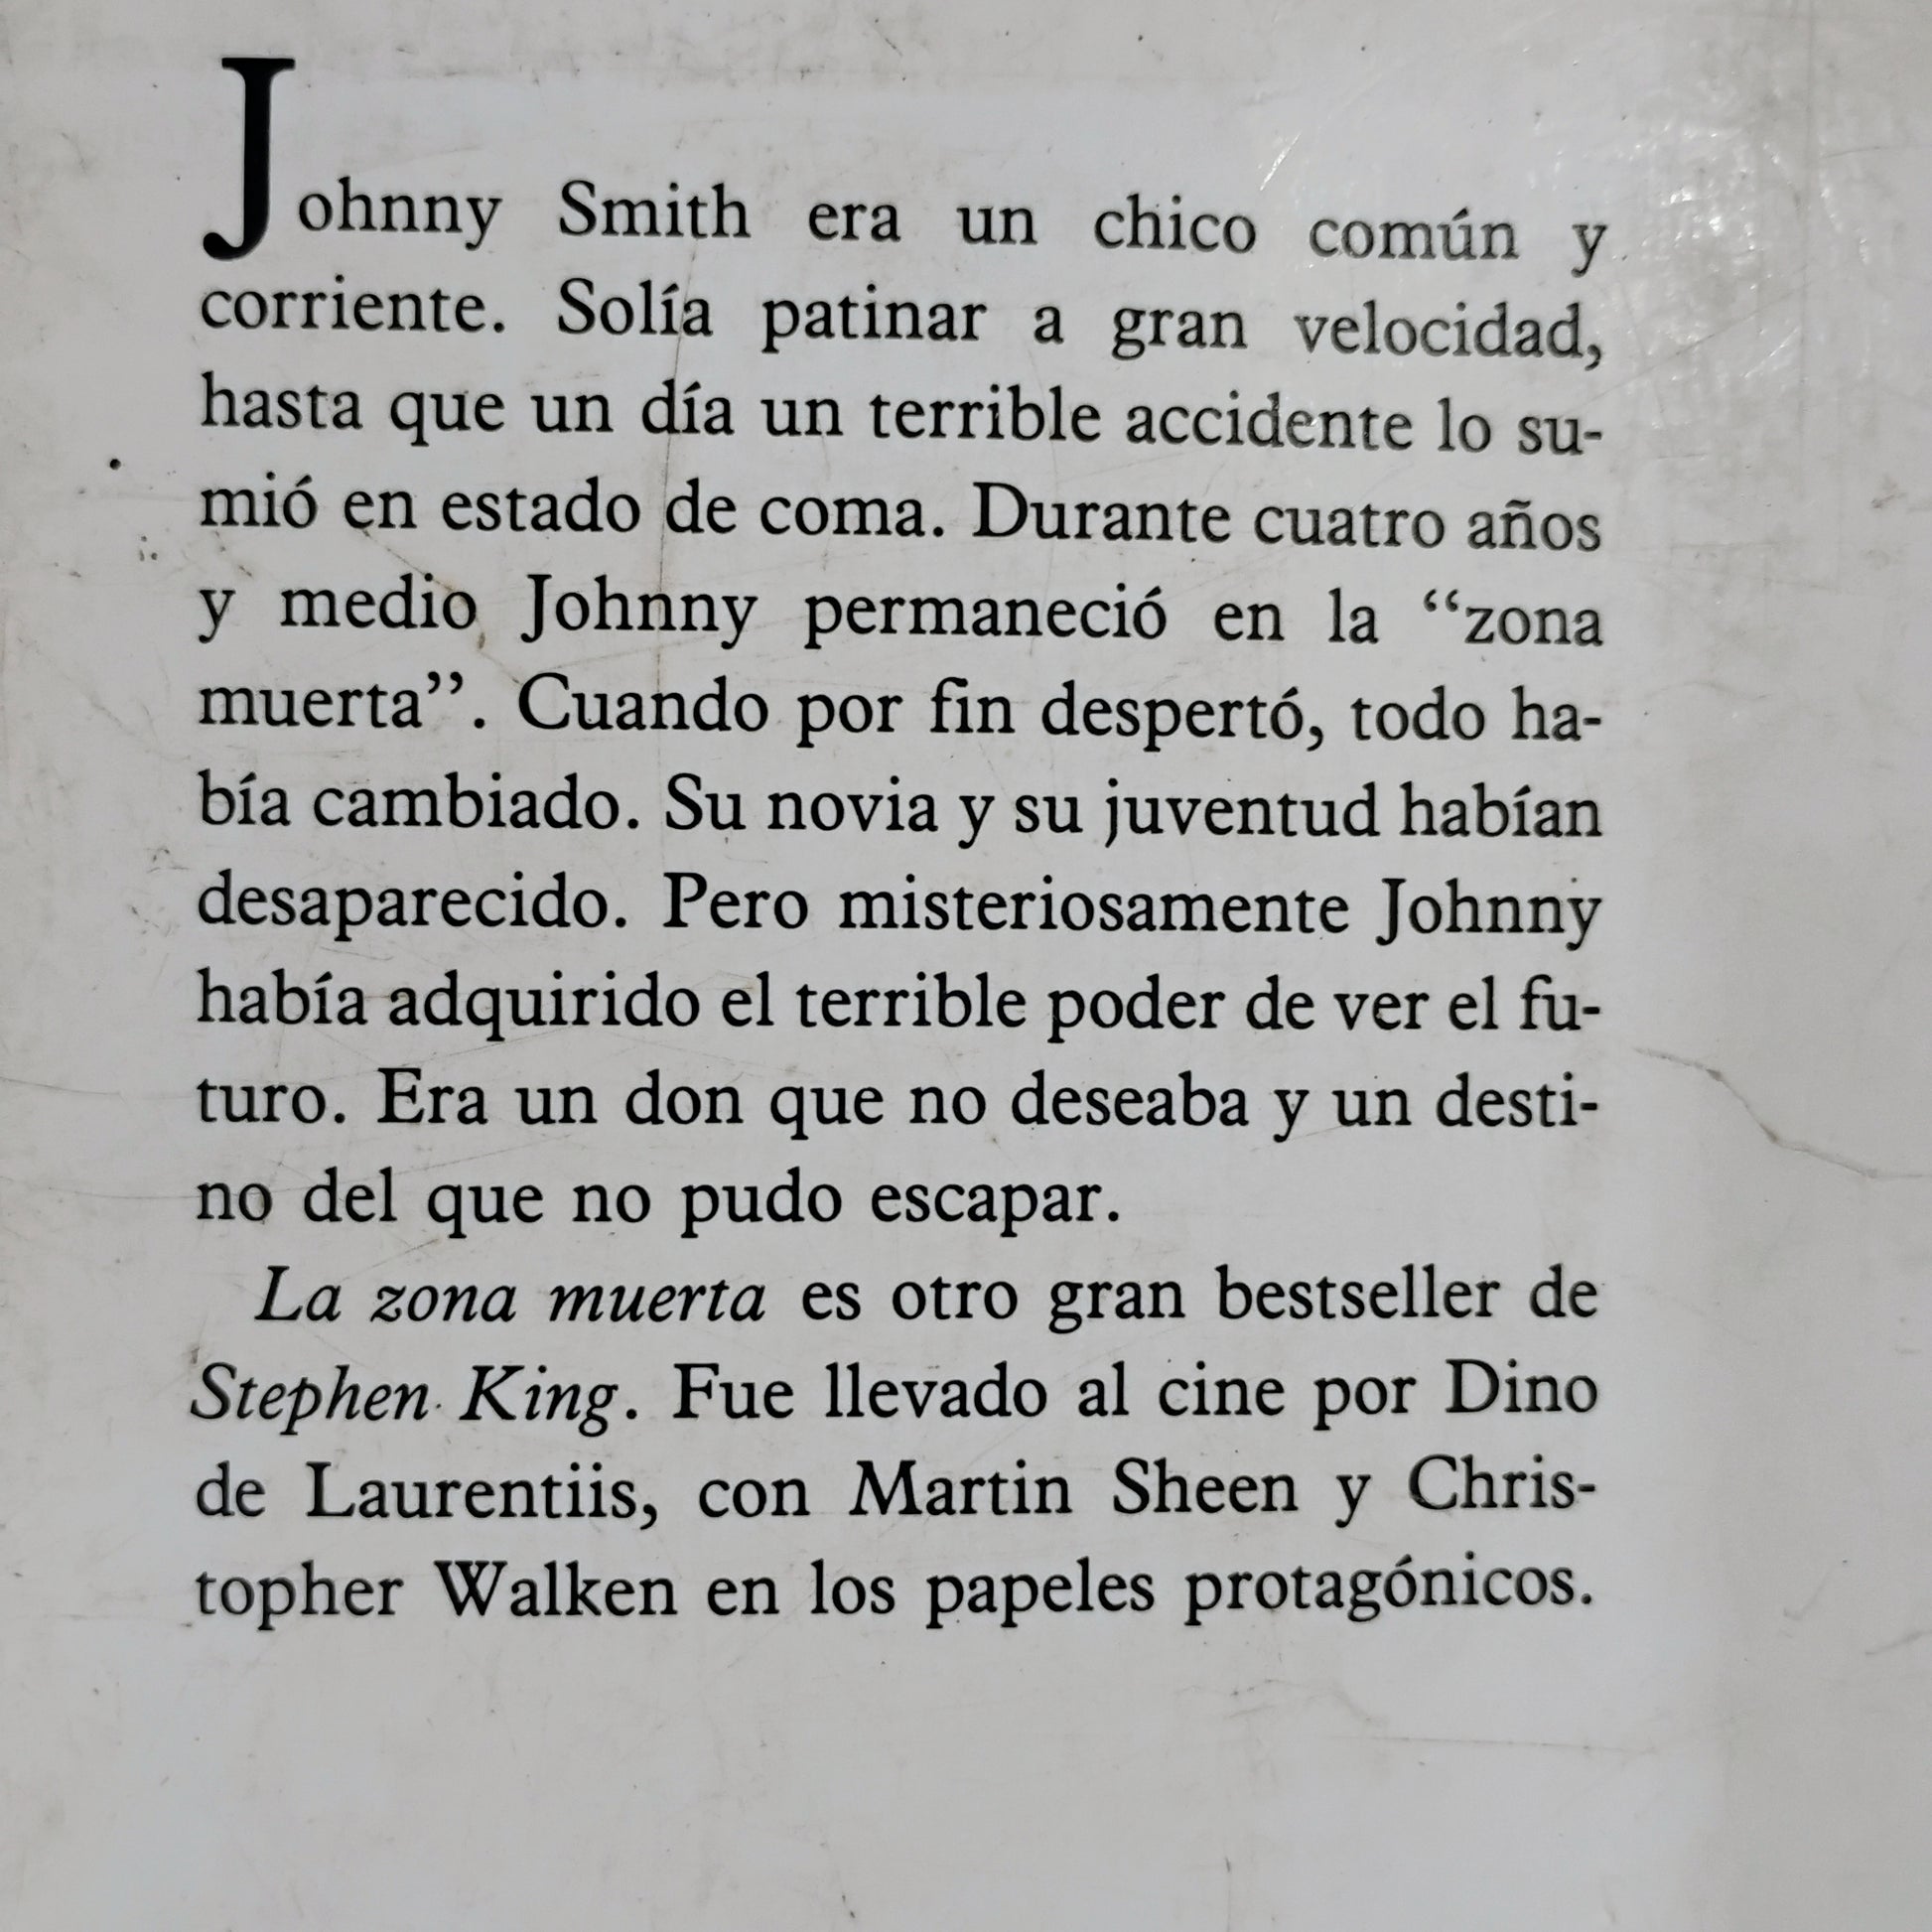 Johnny Smith era un chico común y
corriente. Solía patinar a gran velocidad,
hasta que un día un terrible accidente lo su-
mió en estado de coma. Durante cuatro años
y medio Johnny permaneció en la “zona
muerta”. Cuando por fin despertó, todo ha-
bía cambiado. Su novia y su juventud habían
desaparecido. Pero misteriosamente Johnny
había adquirido el terrible poder de ver el fu-
turo. Era un don que no deseaba y un desti-
no del que no pudo escapar.
La zona muerta es otro gran bestseller de
Stephen King. Fue llevado al cine por Dino
de Laurentiis, con Martin Sheen y Chris-
topher Walken en los papeles protagónicos.